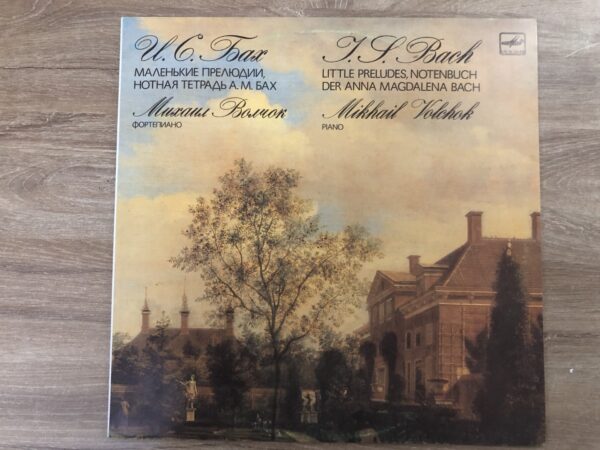 И. С. Бах
МАЛЕНЬКИЕ ПРЕЛЮДИИ,
НОТНАЯ ТЕТРАДЬ А. М. БАХ
Михаил Волчок
ФОРТЕПИАНО
J. S. Bach
LITTLE PRELUDES, NOTENBUCH
DER ANNA MAGDALENA BACH
Mikhail Volchok
PIANO